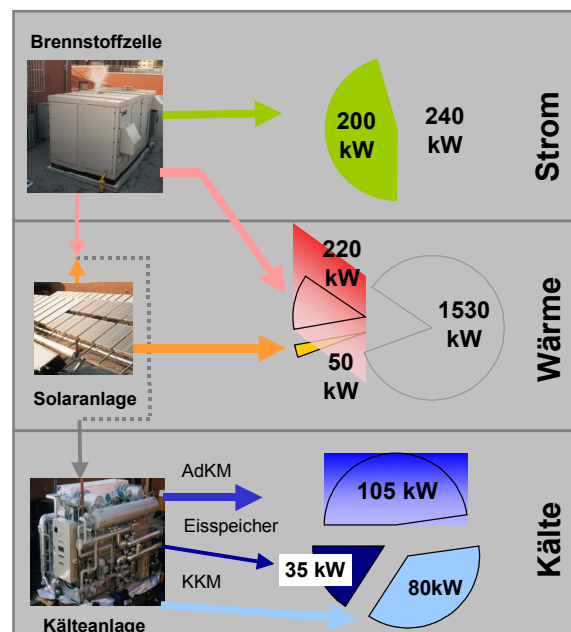 Brennstoffzelle
200
kW
240
kW
Strom
220
kW
1530
kW
50
kW
Wärme
Solaranlage
AdKM
105 kW
Eisspeicher
35 kW
KKM
80kW
Kälte
Kälteanlage